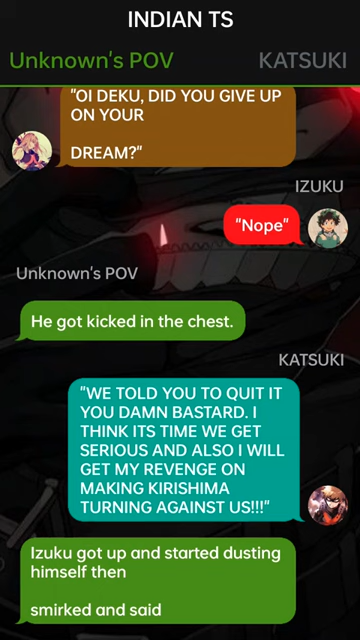 INDIAN TS
Unknown's POV
KATSUKI
"OI DEKU, DID YOU GIVE UP
ON YOUR
DREAM?"
IZUKU
"Nope"
Unknown's POV
He got kicked in the chest.
KATSUKI
"WE TOLD YOU TO QUIT IT
YOU DAMN BASTARD. I
THINK ITS TIME WE GET
SERIOUS AND ALSO I WILL
GET MY REVENGE ON
MAKING KIRISHIMA
TURNING AGAINST US!!!"
Izuku got up and started dusting
himself then
smirked and said